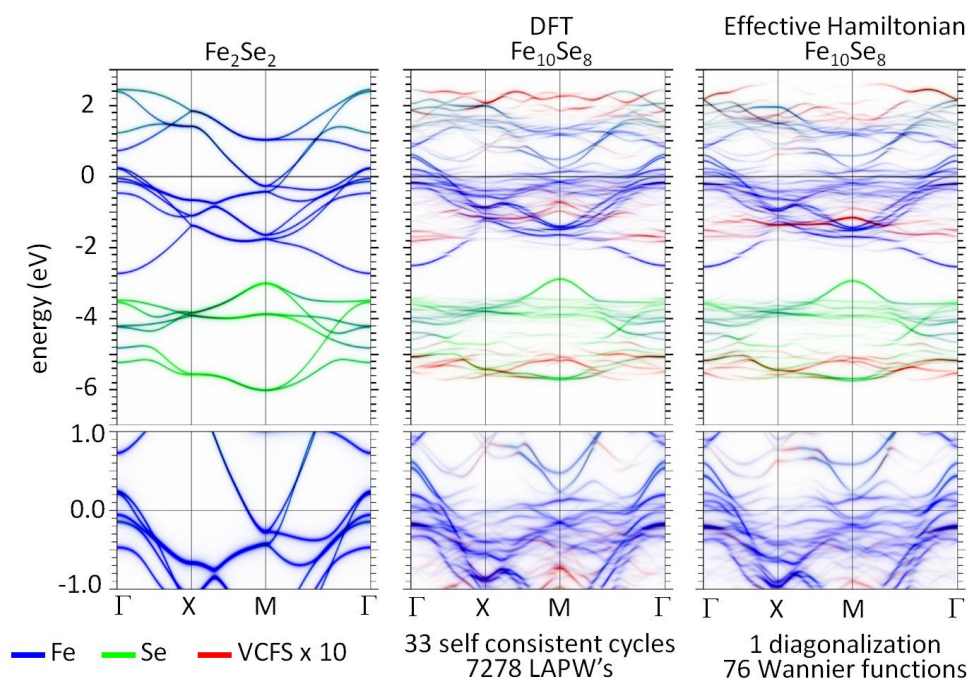 DFT
Effective Hamiltonian
Fe₂Se₂
Fe₁₀Se₈
Fe₁₀Se₈
energy (eV)
2
0
-2
-4
-6
1.0
0.0
-1.0
Γ X M Γ
Γ X M Γ
Γ X M Γ
Fe
Se
VCFS x 10
33 self consistent cycles
7278 LAPW's
1 diagonalization
76 Wannier functions